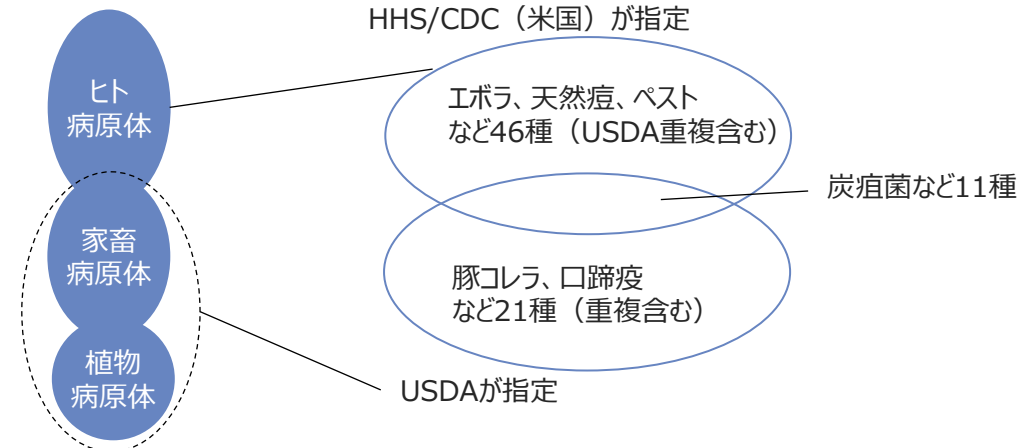 HHS/CDC（米国）が指定
ヒト
病原体
エボラ、天然痘、ペスト
など46種（USDA重複含む）
炭疽菌など11種
家畜
病原体
豚コレラ、口蹄疫
など21種（重複含む）
植物
病原体
USDAが指定